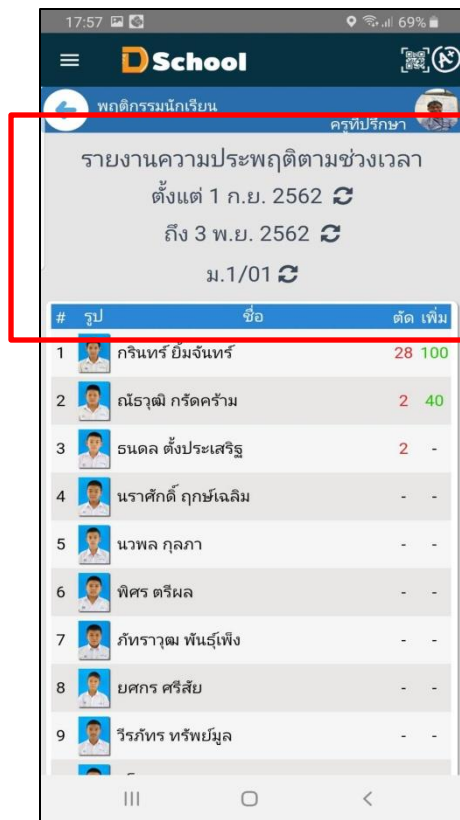 17:57 69%
DSchool
พฤติกรรมนักเรียน
ครูที่ปรึกษา
รายงานความประพฤติตามช่วงเวลา
ตั้งแต่ 1 ก.ย. 2562
ถึง 3 พ.ย. 2562
ม.1/01
# รูป ชื่อ ตัด เพิ่ม
1 กรินทร์ ยิ้มจันทร์ 28 100
2 ณัธวุฒิ กรัดคร้าม 2 40
3 ธนดล ตั้งประเสริฐ 2 -
4 นราศักดิ์ ฤกษ์เฉลิม - -
5 นวพล กุลภา - -
6 พิศร ตรีผล - -
7 ภัทราวุฒ พันธุ์เพ็ง - -
8 ยศกร ศรีสัย - -
9 วีรภัทร ทรัพย์มูล - -